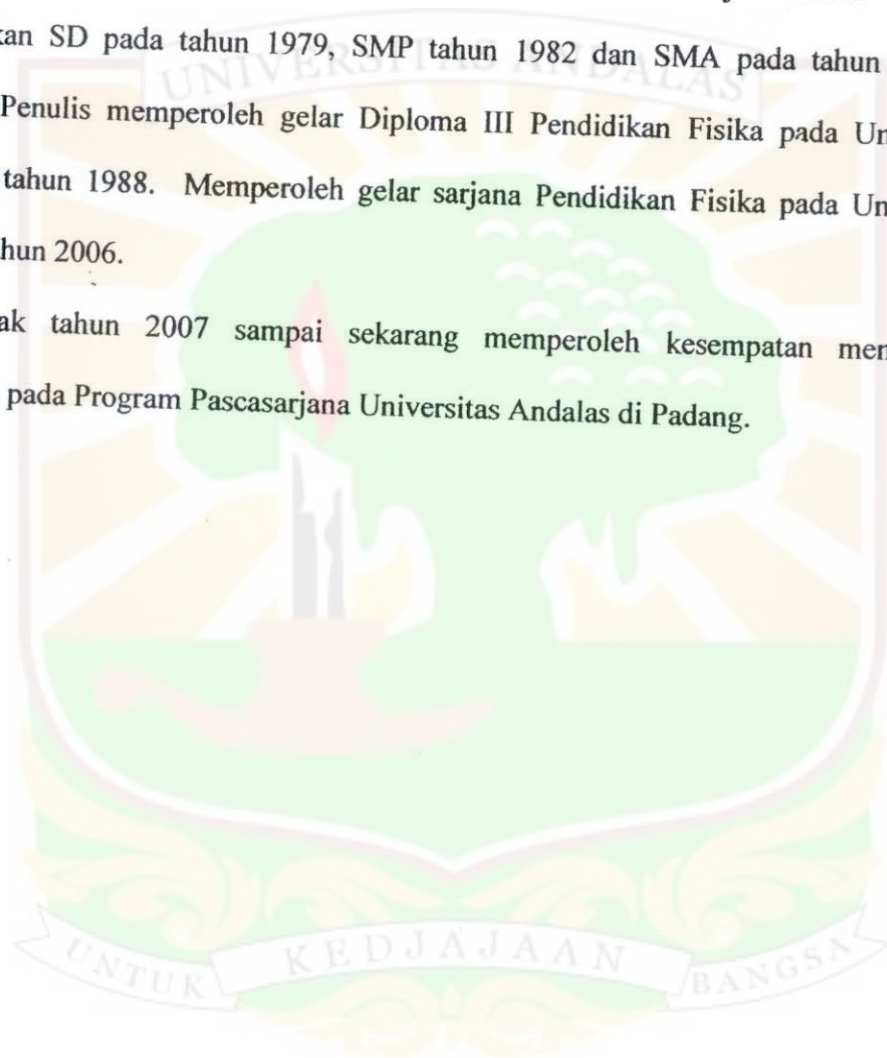 kan SD pada tahun 1979, SMP tahun 1982 dan SMA pada tahun
Penulis memperoleh gelar Diploma III Pendidikan Fisika pada Un
tahun 1988. Memperoleh gelar sarjana Pendidikan Fisika pada Un
hun 2006.
ak tahun 2007 sampai sekarang memperoleh kesempatan men
pada Program Pascasarjana Universitas Andalas di Padang.
UNIVERSITAS ANDALAS
UNTUK KEDJAJAAN BANGSA